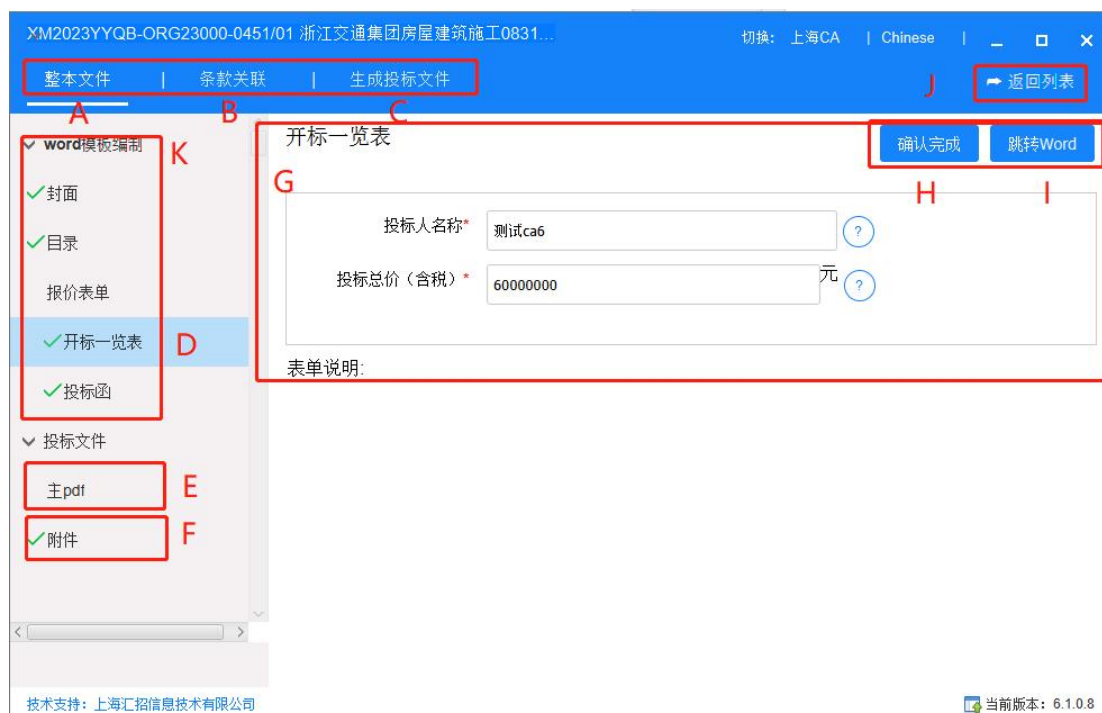 XM2023YYQB-ORG23000-0451/01 浙江交通集团房屋建筑施工0831...
切换： 上海CA | Chinese |
整本文件 | 条款关联 | 生成投标文件
返回列表
A
B
C
J
word模板编制
K
开标一览表
确认完成
跳转Word
G
H
I
封面
投标人名称*
测试ca6
?
目录
投标总价（含税）*
60000000
元
?
报价表单
开标一览表
D
表单说明:
投标函
投标文件
主pdf
E
附件
F
技术支持：上海汇招信息技术有限公司
当前版本：6.1.0.8